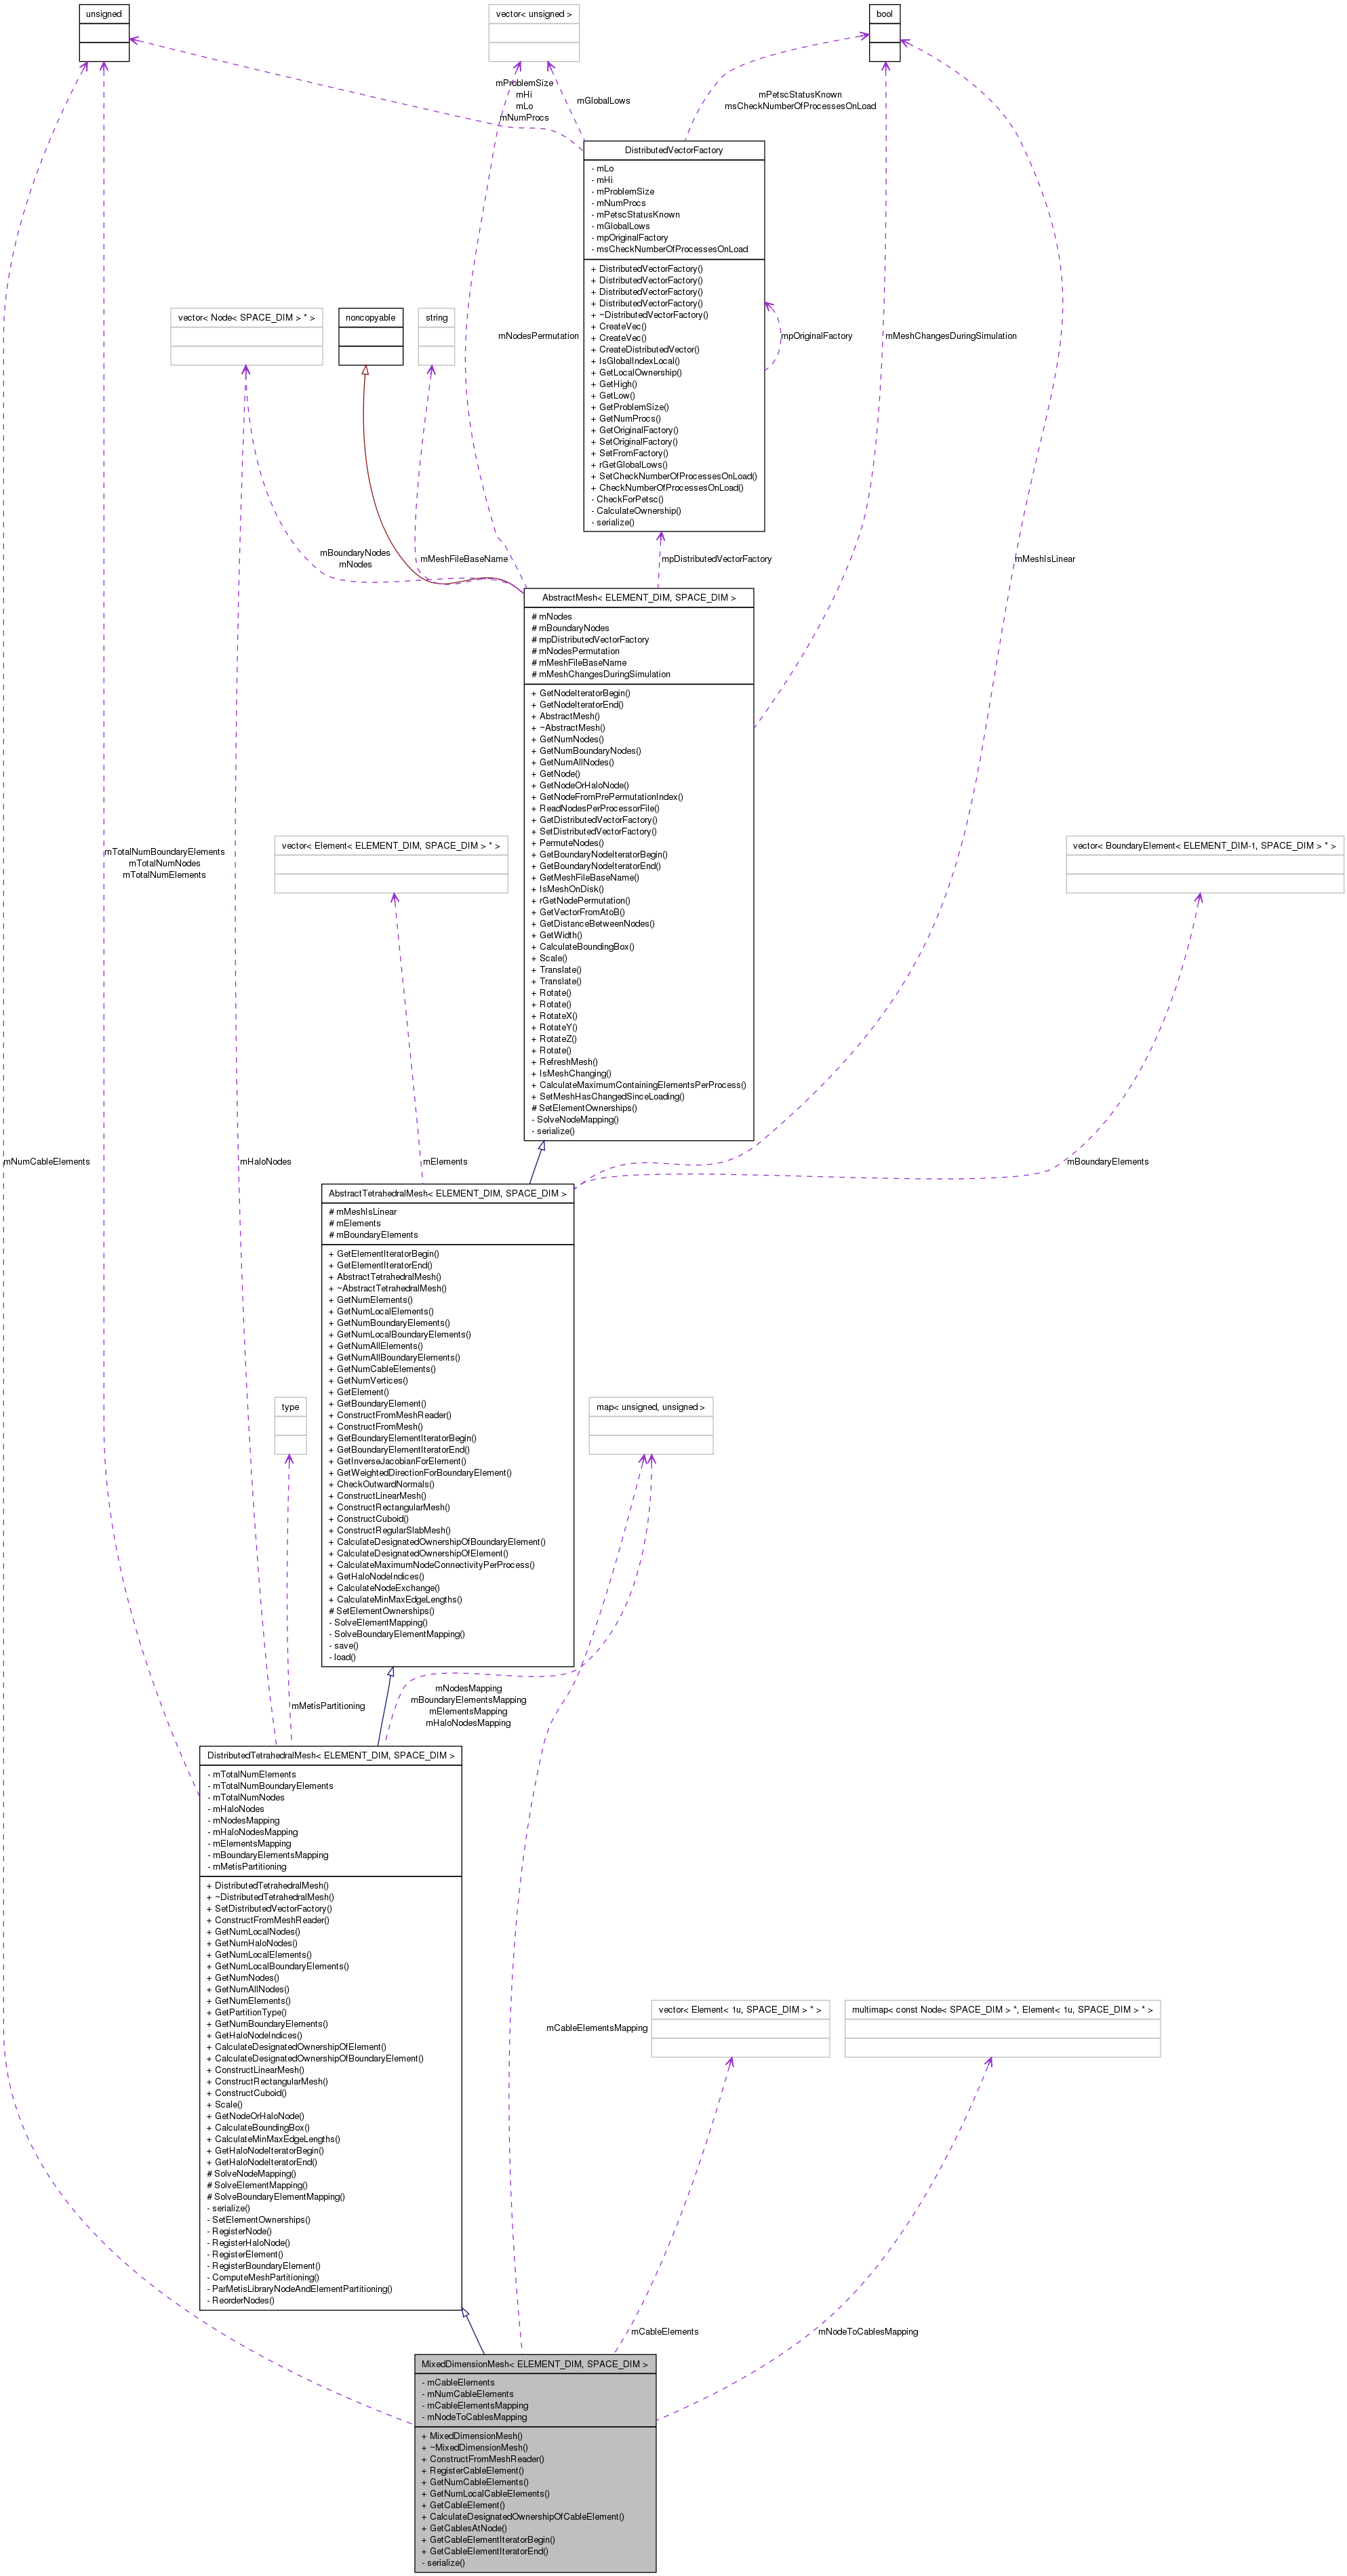 unsigned
vector< unsigned >
bool
mProblemSize
mHi
mLo
mNumProcs
mGlobalLows
mPetscStatusKnown
msCheckNumberOfProcessesOnLoad
DistributedVectorFactory
- mLo
- mHi
- mProblemSize
- mNumProcs
- mPetscStatusKnown
- mGlobalLows
- mpOriginalFactory
- msCheckNumberOfProcessesOnLoad
+ DistributedVectorFactory()
+ DistributedVectorFactory()
+ DistributedVectorFactory()
+ DistributedVectorFactory()
+ ~DistributedVectorFactory()
+ CreateVec()
+ CreateVec()
+ CreateDistributedVector()
+ IsGlobalIndexLocal()
+ GetLocalOwnership()
+ GetHigh()
+ GetLow()
+ GetProblemSize()
+ GetNumProcs()
+ GetOriginalFactory()
+ SetOriginalFactory()
+ SetFromFactory()
+ rGetGlobalLows()
+ SetCheckNumberOfProcessesOnLoad()
+ CheckNumberOfProcessesOnLoad()
- CheckForPetsc()
- CalculateOwnership()
- serialize()
vector< Node< SPACE_DIM > * >
noncopyable
string
mNodesPermutation
mpOriginalFactory
mMeshChangesDuringSimulation
mBoundaryNodes
mNodes
mMeshFileBaseName
mpDistributedVectorFactory
mMeshIsLinear
AbstractMesh< ELEMENT_DIM, SPACE_DIM >
# mNodes
# mBoundaryNodes
# mpDistributedVectorFactory
# mNodesPermutation
# mMeshFileBaseName
# mMeshChangesDuringSimulation
+ GetNodeIteratorBegin()
+ GetNodeIteratorEnd()
+ AbstractMesh()
+ ~AbstractMesh()
+ GetNumNodes()
+ GetNumBoundaryNodes()
+ GetNumAllNodes()
+ GetNode()
+ GetNodeOrHaloNode()
+ GetNodeFromPrePermutationIndex()
+ ReadNodesPerProcessorFile()
+ GetDistributedVectorFactory()
+ SetDistributedVectorFactory()
+ PermuteNodes()
+ GetBoundaryNodeIteratorBegin()
+ GetBoundaryNodeIteratorEnd()
+ GetMeshFileBaseName()
+ IsMeshOnDisk()
+ rGetNodePermutation()
+ GetVectorFromAtoB()
+ GetDistanceBetweenNodes()
+ GetWidth()
+ CalculateBoundingBox()
+ Scale()
+ Translate()
+ Translate()
+ Rotate()
+ Rotate()
+ RotateX()
+ RotateY()
+ RotateZ()
+ Rotate()
+ RefreshMesh()
+ IsMeshChanging()
+ CalculateMaximumContainingElementsPerProcess()
+ SetMeshHasChangedSinceLoading()
# SetElementOwnerships()
- SolveNodeMapping()
- serialize()
vector< Element< ELEMENT_DIM, SPACE_DIM > * >
vector< BoundaryElement< ELEMENT_DIM-1, SPACE_DIM > * >
mTotalNumBoundaryElements
mTotalNumNodes
mTotalNumElements
mNumCableElements
mHaloNodes
mElements
mBoundaryElements
AbstractTetrahedralMesh< ELEMENT_DIM, SPACE_DIM >
# mMeshIsLinear
# mElements
# mBoundaryElements
+ GetElementIteratorBegin()
+ GetElementIteratorEnd()
+ AbstractTetrahedralMesh()
+ ~AbstractTetrahedralMesh()
+ GetNumElements()
+ GetNumLocalElements()
+ GetNumBoundaryElements()
+ GetNumLocalBoundaryElements()
+ GetNumAllElements()
+ GetNumAllBoundaryElements()
+ GetNumCableElements()
+ GetNumVertices()
+ GetElement()
+ GetBoundaryElement()
+ ConstructFromMeshReader()
+ ConstructFromMesh()
+ GetBoundaryElementIteratorBegin()
+ GetBoundaryElementIteratorEnd()
+ GetInverseJacobianForElement()
+ GetWeightedDirectionForBoundaryElement()
+ CheckOutwardNormals()
+ ConstructLinearMesh()
+ ConstructRectangularMesh()
+ ConstructCuboid()
+ ConstructRegularSlabMesh()
+ CalculateDesignatedOwnershipOfBoundaryElement()
+ CalculateDesignatedOwnershipOfElement()
+ CalculateMaximumNodeConnectivityPerProcess()
+ GetHaloNodeIndices()
+ CalculateNodeExchange()
+ CalculateMinMaxEdgeLengths()
# SetElementOwnerships()
- SolveElementMapping()
- SolveBoundaryElementMapping()
- save()
- load()
type
map< unsigned, unsigned >
mMetisPartitioning
mNodesMapping
mBoundaryElementsMapping
mElementsMapping
mHaloNodesMapping
DistributedTetrahedralMesh< ELEMENT_DIM, SPACE_DIM >
- mTotalNumElements
- mTotalNumBoundaryElements
- mTotalNumNodes
- mHaloNodes
- mNodesMapping
- mHaloNodesMapping
- mElementsMapping
- mBoundaryElementsMapping
- mMetisPartitioning
+ DistributedTetrahedralMesh()
+ ~DistributedTetrahedralMesh()
+ SetDistributedVectorFactory()
+ ConstructFromMeshReader()
+ GetNumLocalNodes()
+ GetNumHaloNodes()
+ GetNumLocalElements()
+ GetNumLocalBoundaryElements()
+ GetNumNodes()
+ GetNumAllNodes()
+ GetNumElements()
+ GetPartitionType()
+ GetNumBoundaryElements()
+ GetHaloNodeIndices()
+ CalculateDesignatedOwnershipOfElement()
+ CalculateDesignatedOwnershipOfBoundaryElement()
+ ConstructLinearMesh()
+ ConstructRectangularMesh()
+ ConstructCuboid()
+ Scale()
+ GetNodeOrHaloNode()
+ CalculateBoundingBox()
+ CalculateMinMaxEdgeLengths()
+ GetHaloNodeIteratorBegin()
+ GetHaloNodeIteratorEnd()
# SolveNodeMapping()
# SolveElementMapping()
# SolveBoundaryElementMapping()
- serialize()
- SetElementOwnerships()
- RegisterNode()
- RegisterHaloNode()
- RegisterElement()
- RegisterBoundaryElement()
- ComputeMeshPartitioning()
- ParMetisLibraryNodeAndElementPartitioning()
- ReorderNodes()
vector< Element< 1u, SPACE_DIM > * >
multimap< const Node< SPACE_DIM > *, Element< 1u, SPACE_DIM > * >
mCableElementsMapping
mCableElements
mNodeToCablesMapping
MixedDimensionMesh< ELEMENT_DIM, SPACE_DIM >
- mCableElements
- mNumCableElements
- mCableElementsMapping
- mNodeToCablesMapping
+ MixedDimensionMesh()
+ ~MixedDimensionMesh()
+ ConstructFromMeshReader()
+ RegisterCableElement()
+ GetNumCableElements()
+ GetNumLocalCableElements()
+ GetCableElement()
+ CalculateDesignatedOwnershipOfCableElement()
+ GetCablesAtNode()
+ GetCableElementIteratorBegin()
+ GetCableElementIteratorEnd()
- serialize()